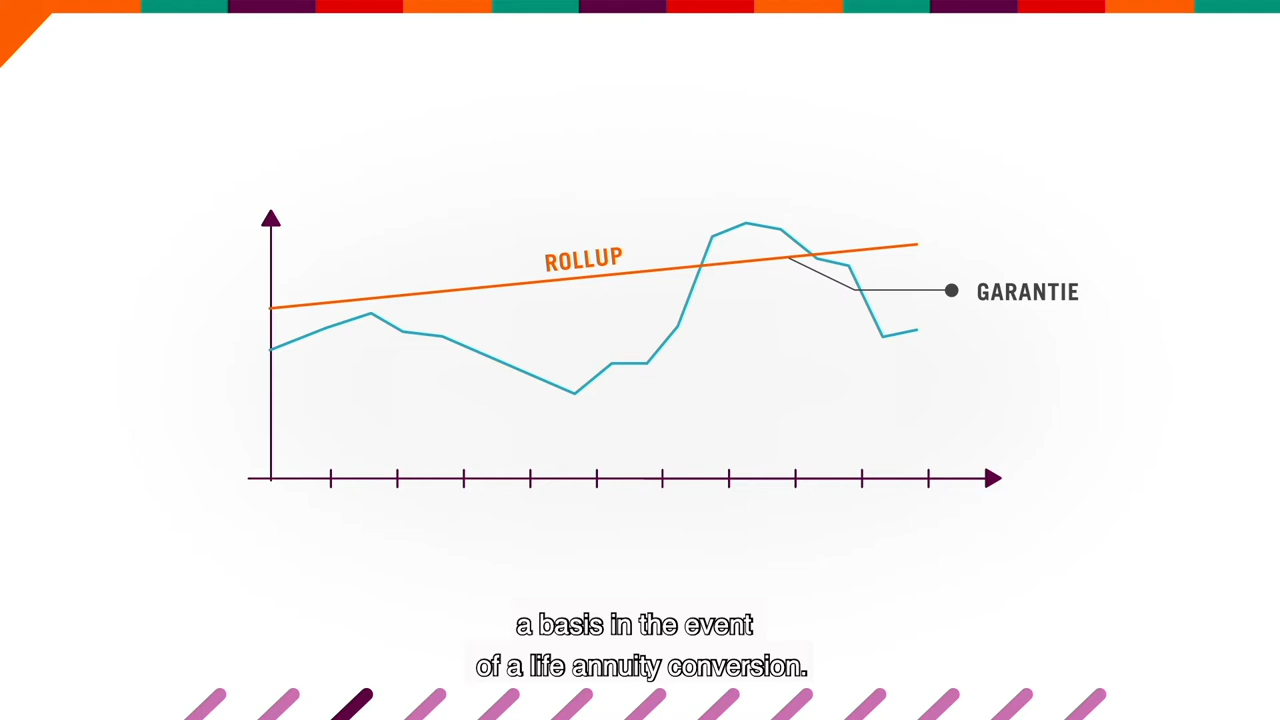 ROLLUP
GARANTIE
a basis in the event
of a life annuity conversion.